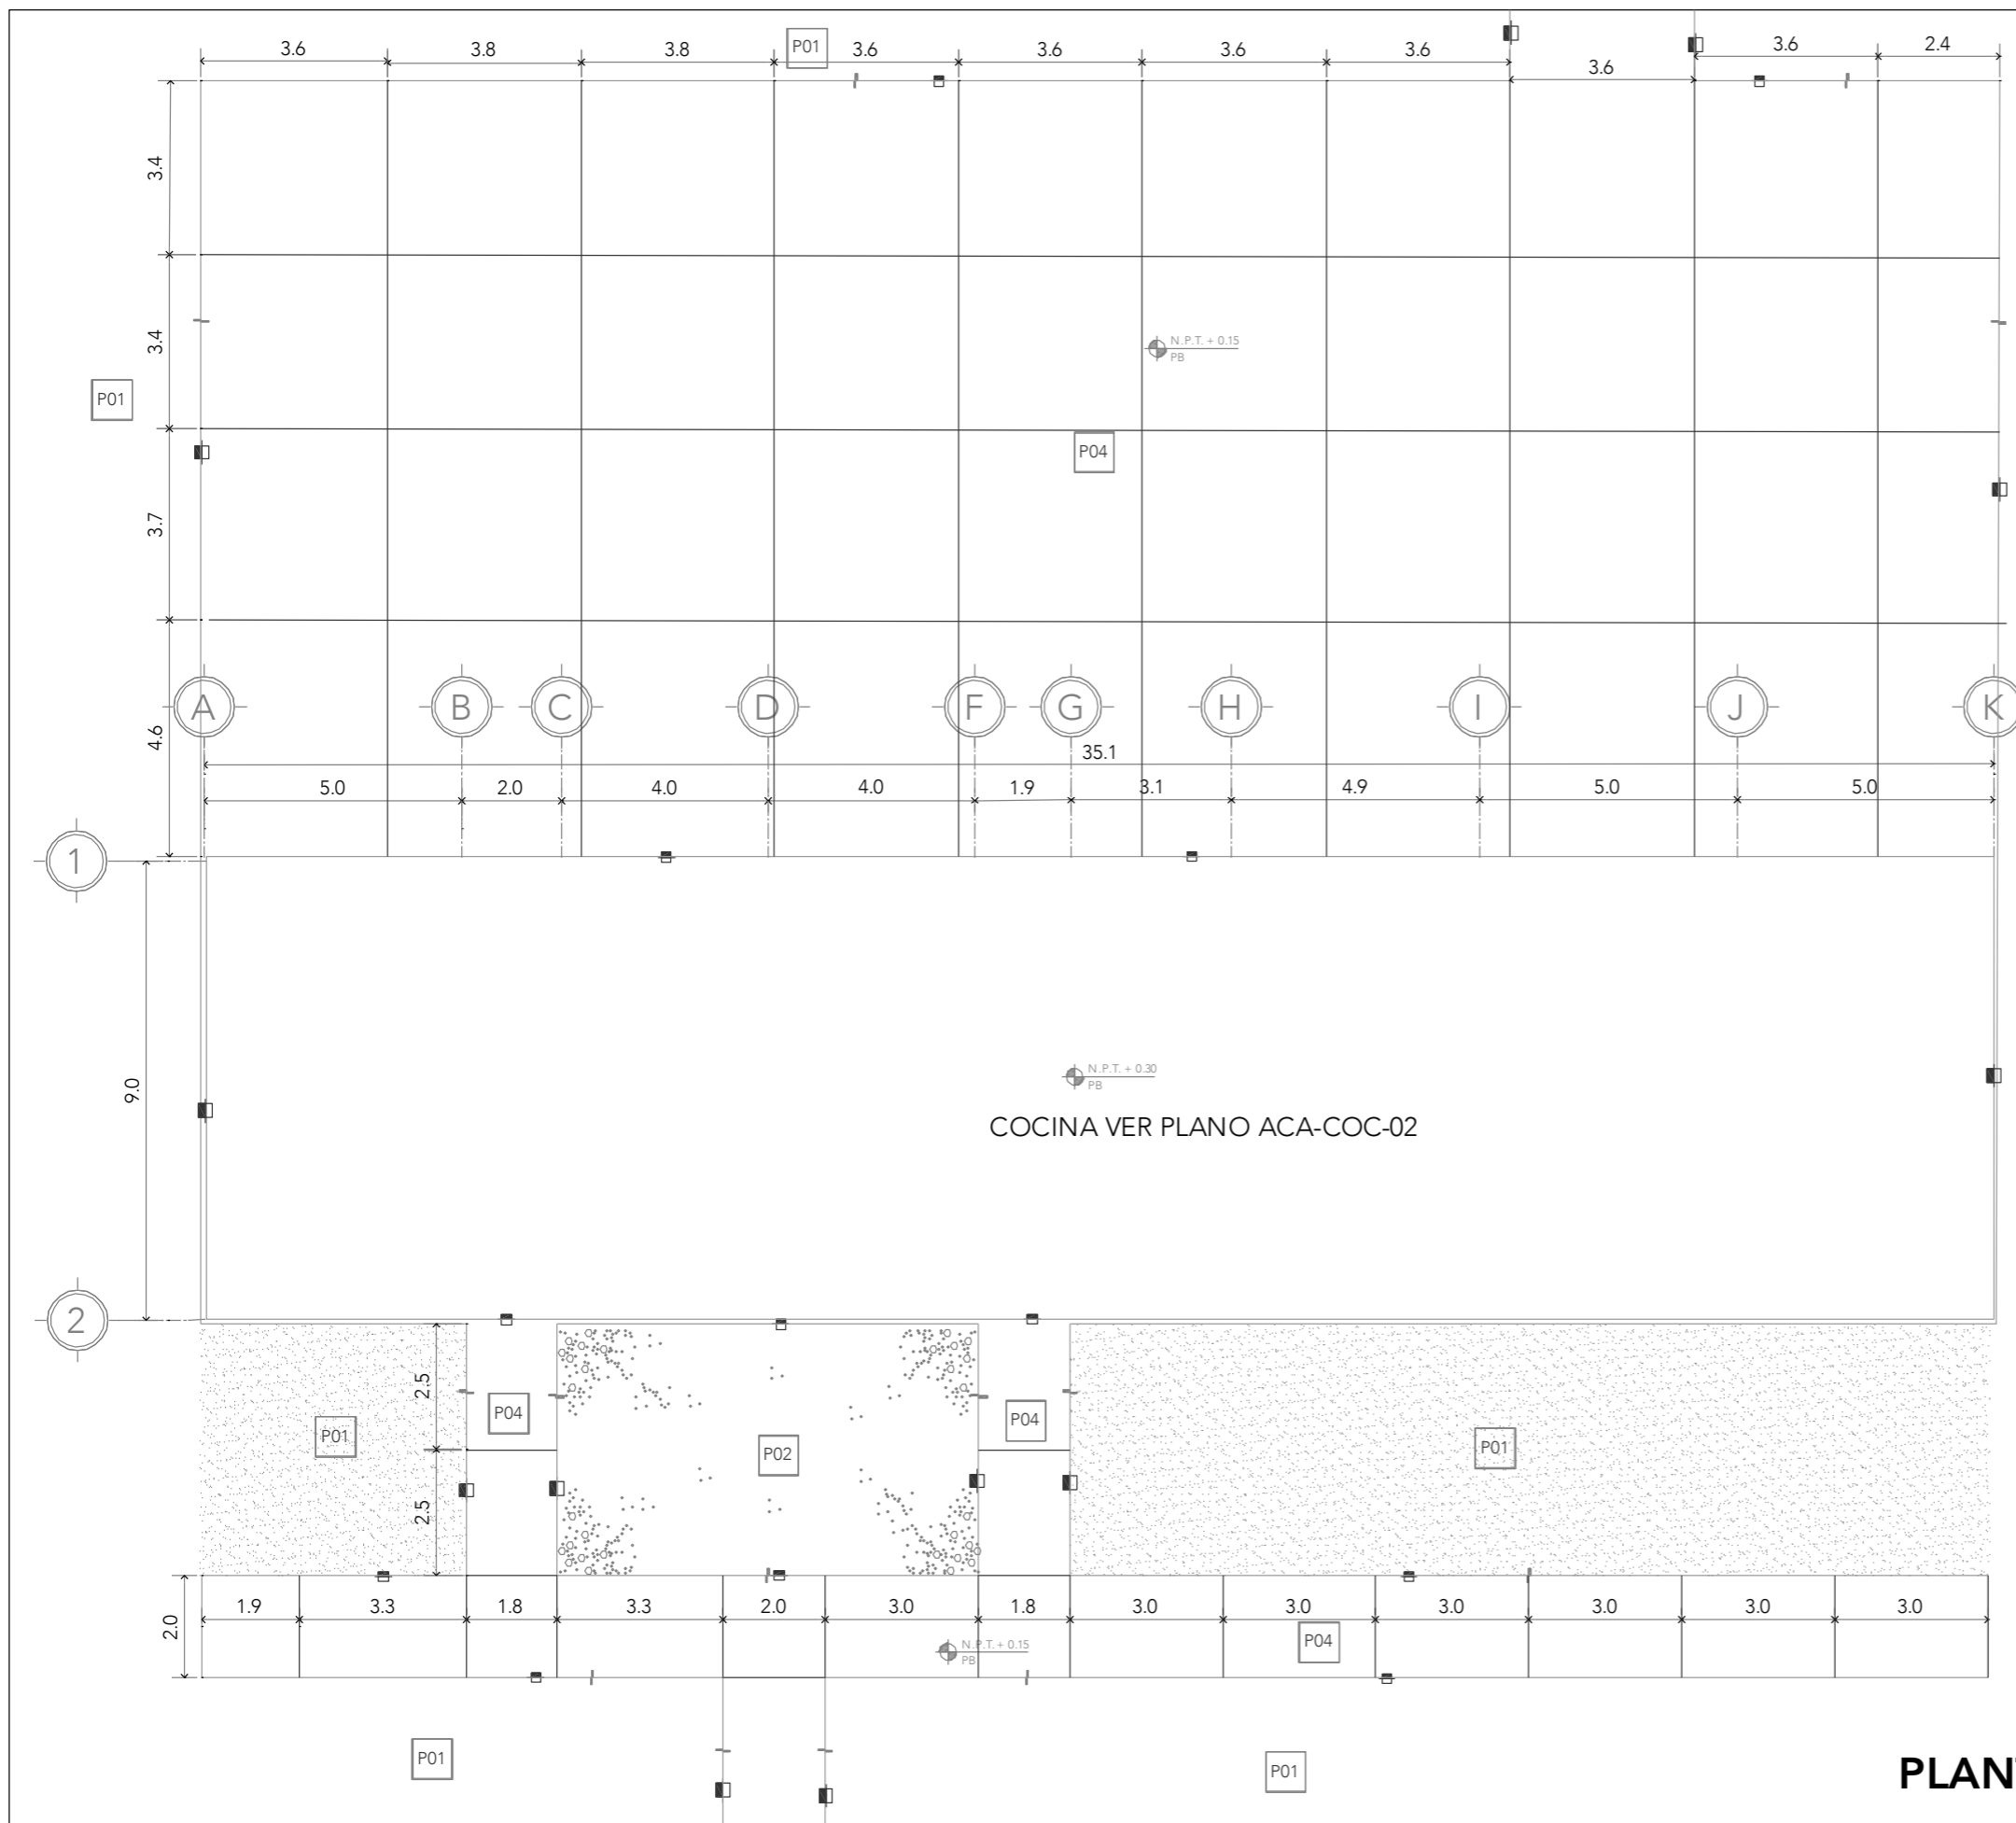 3.6 3.8 3.8 P01 3.6 3.6 3.6 3.6 3.6 3.6 2.4
3.4
3.4
N.P.T. + 0.15
PB
P01
P04
3.7
4.6
A B C D F G H I J K
35.1
5.0 2.0 4.0 4.0 1.9 3.1 4.9 5.0 5.0
1
9.0
N.P.T. + 0.30
PB
COCINA VER PLANO ACA-COC-02
2
2.5
P01 P04 P02 P04 P01
2.5
2.0
1.9 3.3 1.8 3.3 2.0 3.0 1.8 3.0 3.0 3.0 3.0 3.0 3.0
N.P.T. + 0.15
PB
P04
P01 P01
PLAN